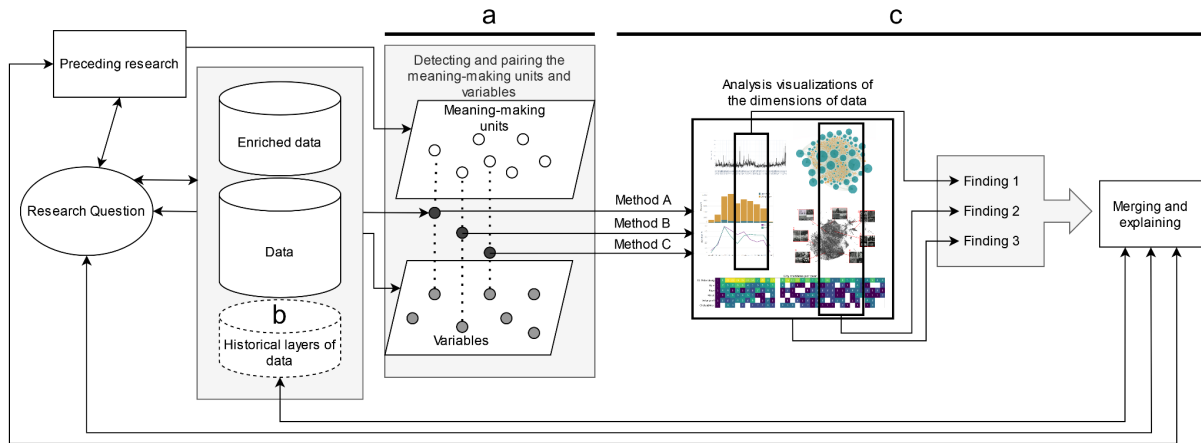 a
c
Preceding research
Detecting and pairing the
meaning-making units and
variables
Analysis visualizations of
the dimensions of data
Meaning-making
units
Enriched data
Research Question
Data
Method A
Method B
Method C
Finding 1
Finding 2
Finding 3
Merging and
explaining
b
Historical layers of
data
Variables